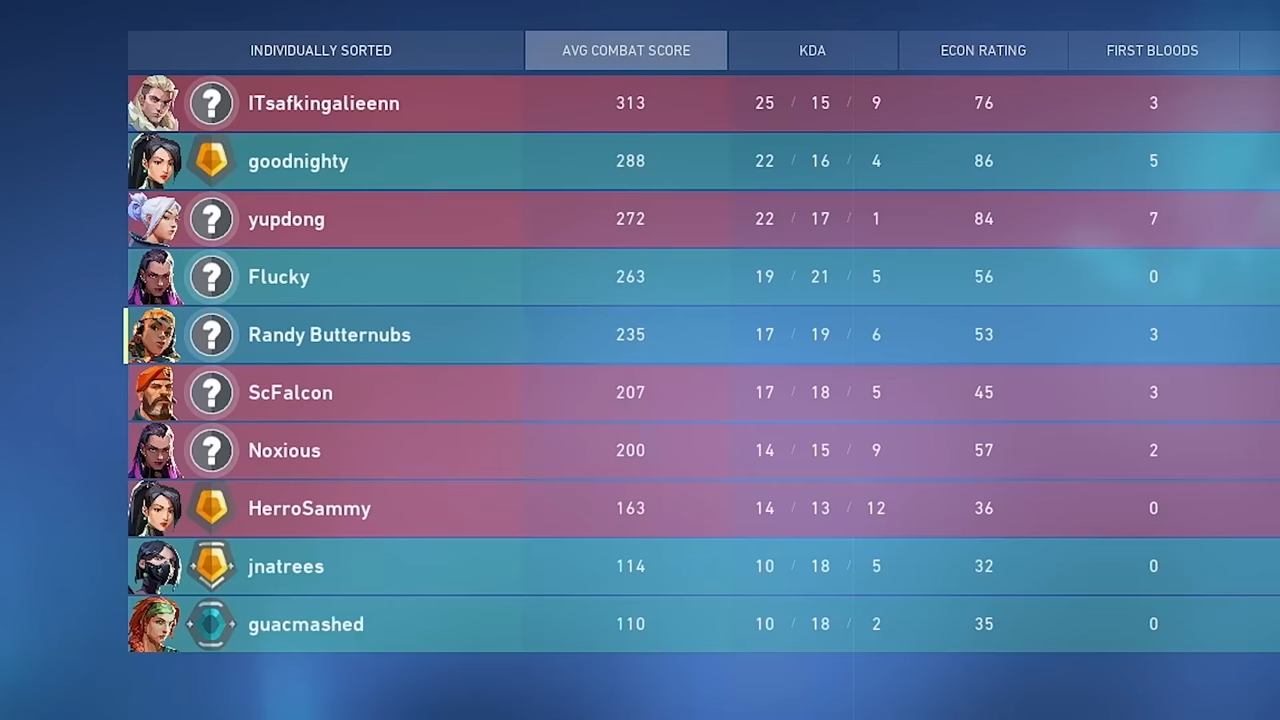 INDIVIDUALLY SORTED AVG COMBAT SCORE KDA ECON RATING FIRST BLOODS
? ITsafkingalieenn 313 25 / 15 / 9 76 3
goodnighty 288 22 / 16 / 4 86 5
? yupdong 272 22 / 17 / 1 84 7
? Flucky 263 19 / 21 / 5 56 0
? Randy Butternubs 235 17 / 19 / 6 53 3
? ScFalcon 207 17 / 18 / 5 45 3
? Noxious 200 14 / 15 / 9 57 2
HerroSammy 163 14 / 13 / 12 36 0
jnatrees 114 10 / 18 / 5 32 0
guacmashed 110 10 / 18 / 2 35 0